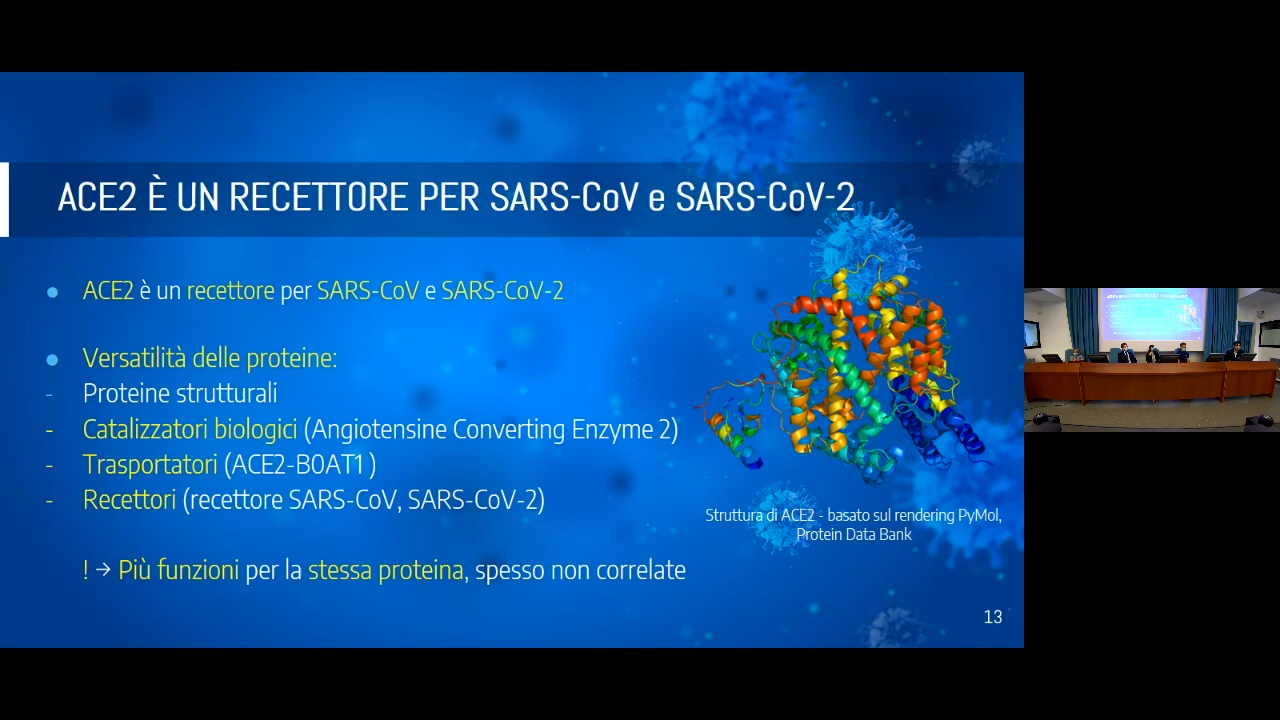 ACE2 È UN RECETTORE PER SARS-CoV e SARS-CoV-2
● ACE2 è un recettore per SARS-CoV e SARS-CoV-2
● Versatilità delle proteine:
- Proteine strutturali
- Catalizzatori biologici (Angiotensine Converting Enzyme 2)
- Trasportatori (ACE2-B0AT1 )
- Recettori (recettore SARS-CoV, SARS-CoV-2)
! → Più funzioni per la stessa proteina, spesso non correlate
Struttura di ACE2 - basato sul rendering PyMol,
Protein Data Bank
13